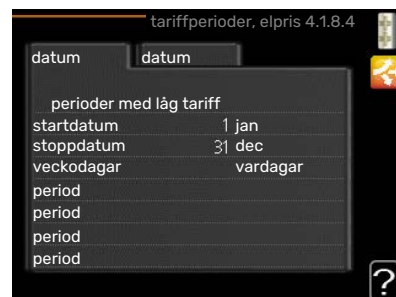 tariffperioder, elpris 4.1.8.4
datum datum
perioder med låg tariff
startdatum 1 jan
stoppdatum 31 dec
veckodagar vardagar
period
period
period
period
?